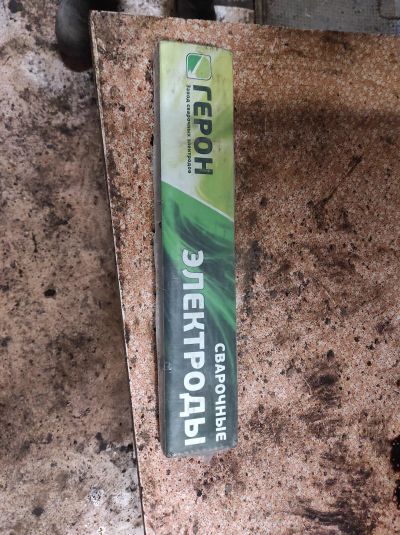 ГЕРОН
Завод сварочных электродов
СВАРОЧНЫЕ
ЭЛЕКТРОДЫ